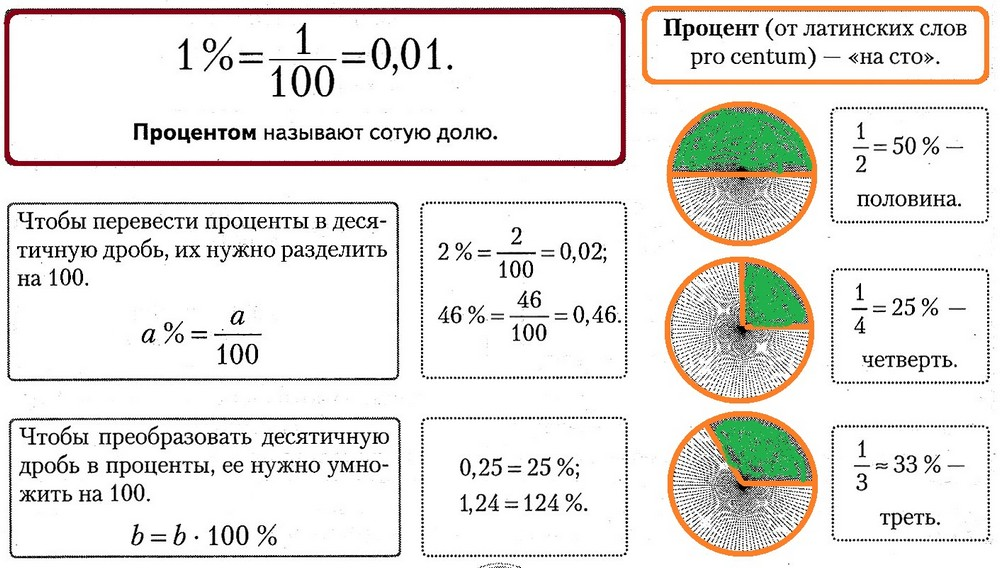 1 % = 1/100 = 0,01.
Процентом называют сотую долю.
Процент (от латинских слов
pro centum) — «на сто».
1/2 = 50 % —
половина.
Чтобы перевести проценты в деся-
тичную дробь, их нужно разделить
на 100.
a % = a/100
2 % = 2/100 = 0,02;
46 % = 46/100 = 0,46.
1/4 = 25 % —
четверть.
Чтобы преобразовать десятичную
дробь в проценты, ее нужно умно-
жить на 100.
b = b · 100 %
0,25 = 25 %;
1,24 = 124 %.
1/3 ≈ 33 % —
треть.